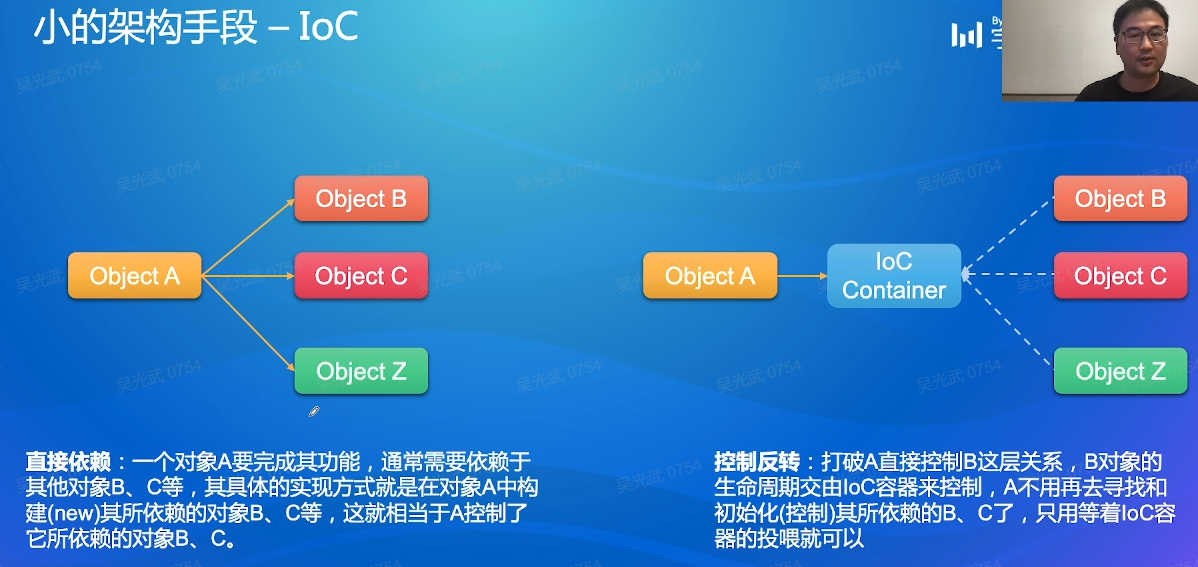 小的架构手段 – IoC
吴光武 0754
Object A
Object B
Object C
Object Z
Object A
IoC
Container
Object B
Object C
Object Z
直接依赖：一个对象A要完成其功能，通常需要依赖于
其他对象B、C等，其具体的实现方式就是在对象A中构
建(new)其所依赖的对象B、C等，这就相当于A控制了
它所依赖的对象B、C。
控制反转：打破A直接控制B这层关系，B对象的
生命周期交由IoC容器来控制，A不用再去寻找和
初始化(控制)其所依赖的B、C了，只用等着IoC容
器的投喂就可以